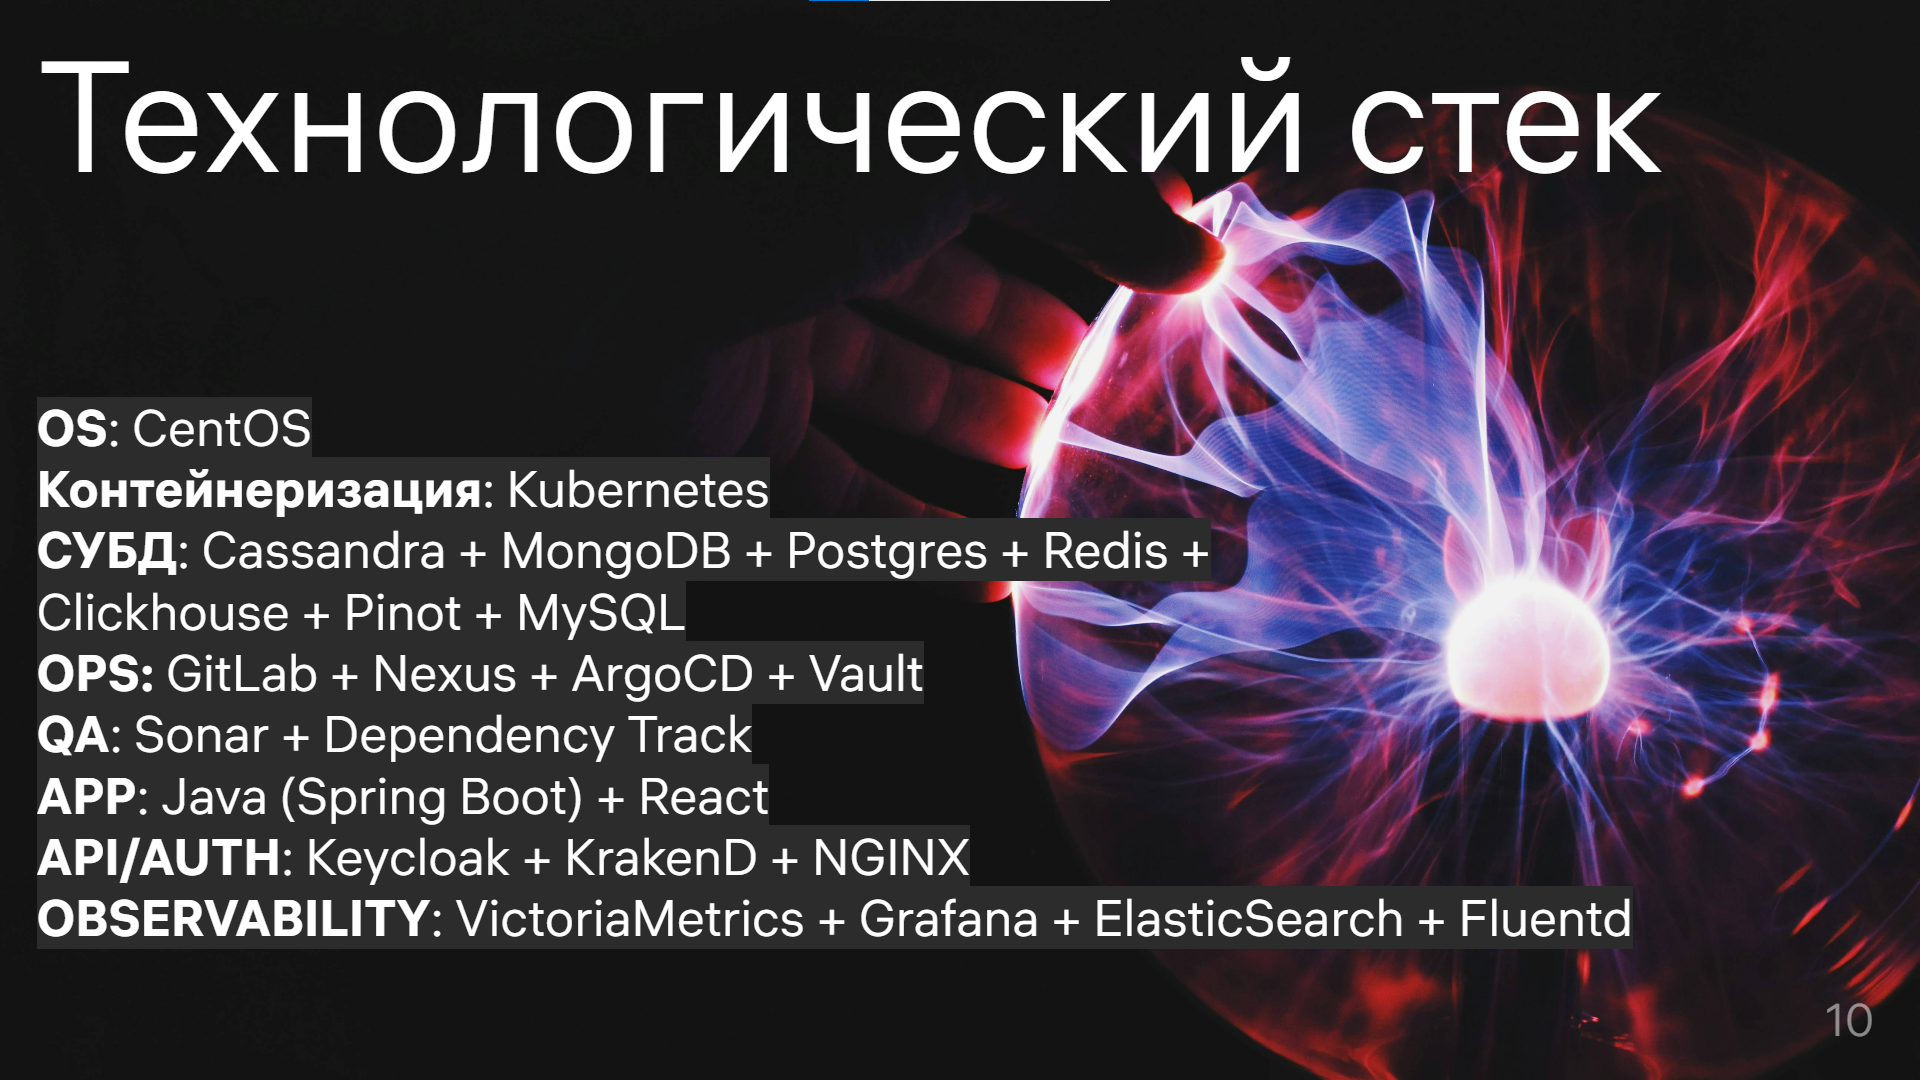 Технологический стек
OS: CentOS
Контейнеризация: Kubernetes
СУБД: Cassandra + MongoDB + Postgres + Redis +
Clickhouse + Pinot + MySQL
OPS: GitLab + Nexus + ArgoCD + Vault
QA: Sonar + Dependency Track
APP: Java (Spring Boot) + React
API/AUTH: Keycloak + KrakenD + NGINX
OBSERVABILITY: VictoriaMetrics + Grafana + ElasticSearch + Fluentd
10